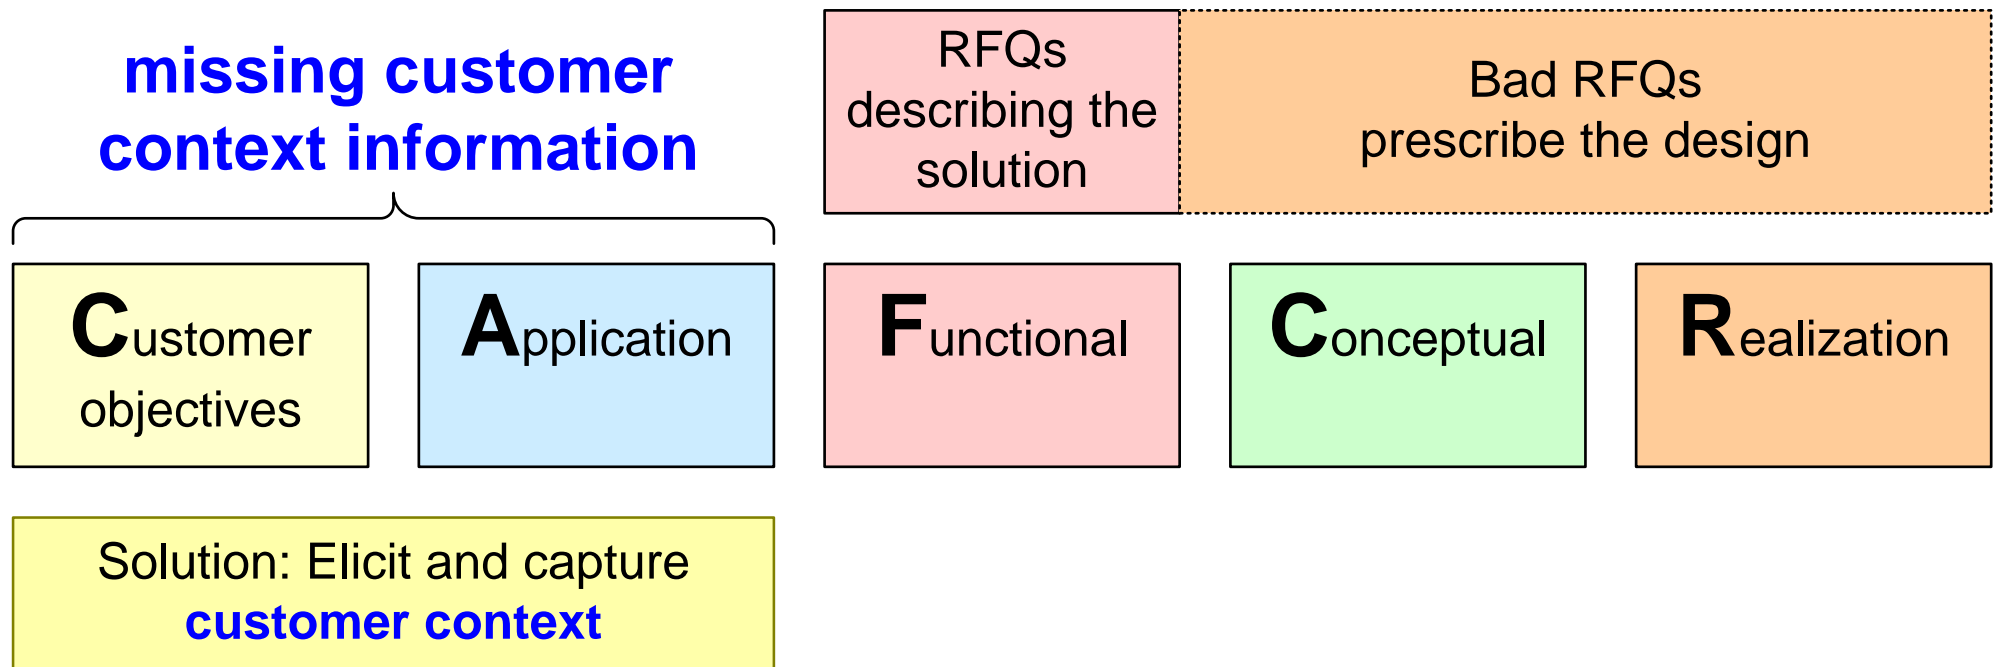 missing customer
context information
RFQs
describing the
solution
Bad RFQs
prescribe the design
Customer
objectives
Application
Functional
Conceptual
Realization
Solution: Elicit and capture
customer context